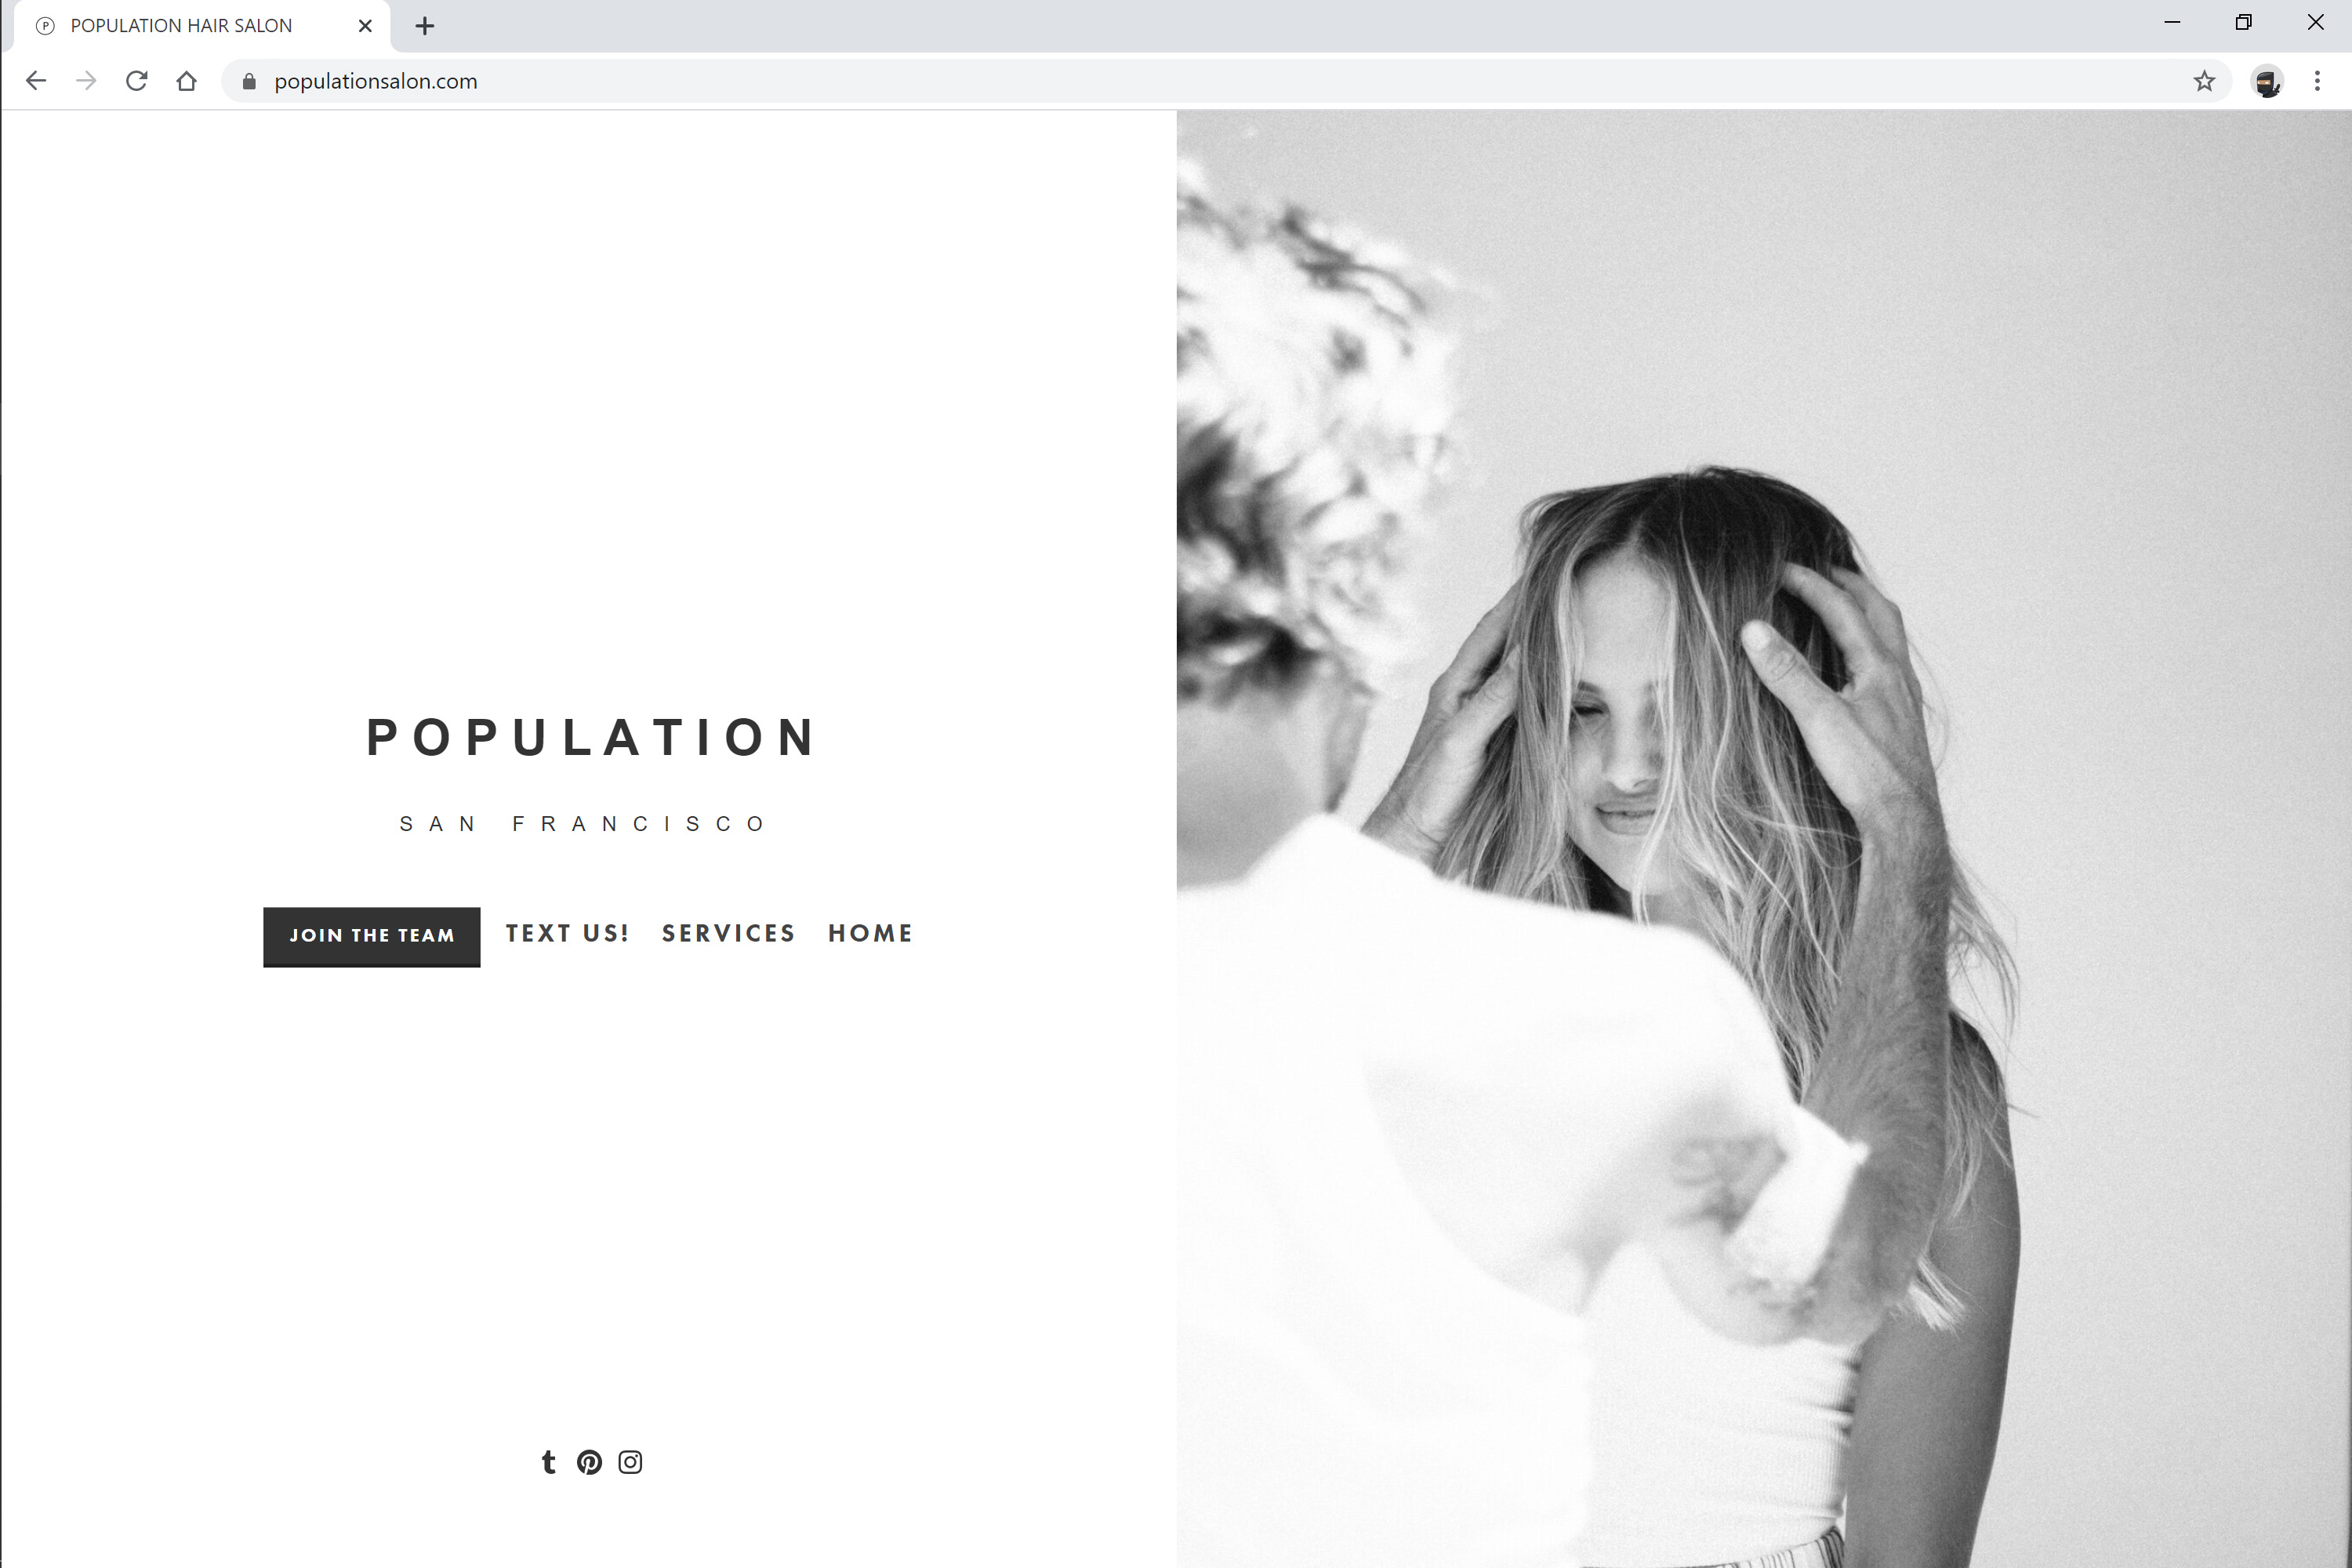 POPULATION HAIR SALON
populationsalon.com
POPULATION
SAN FRANCISCO
JOIN THE TEAM TEXT US! SERVICES HOME